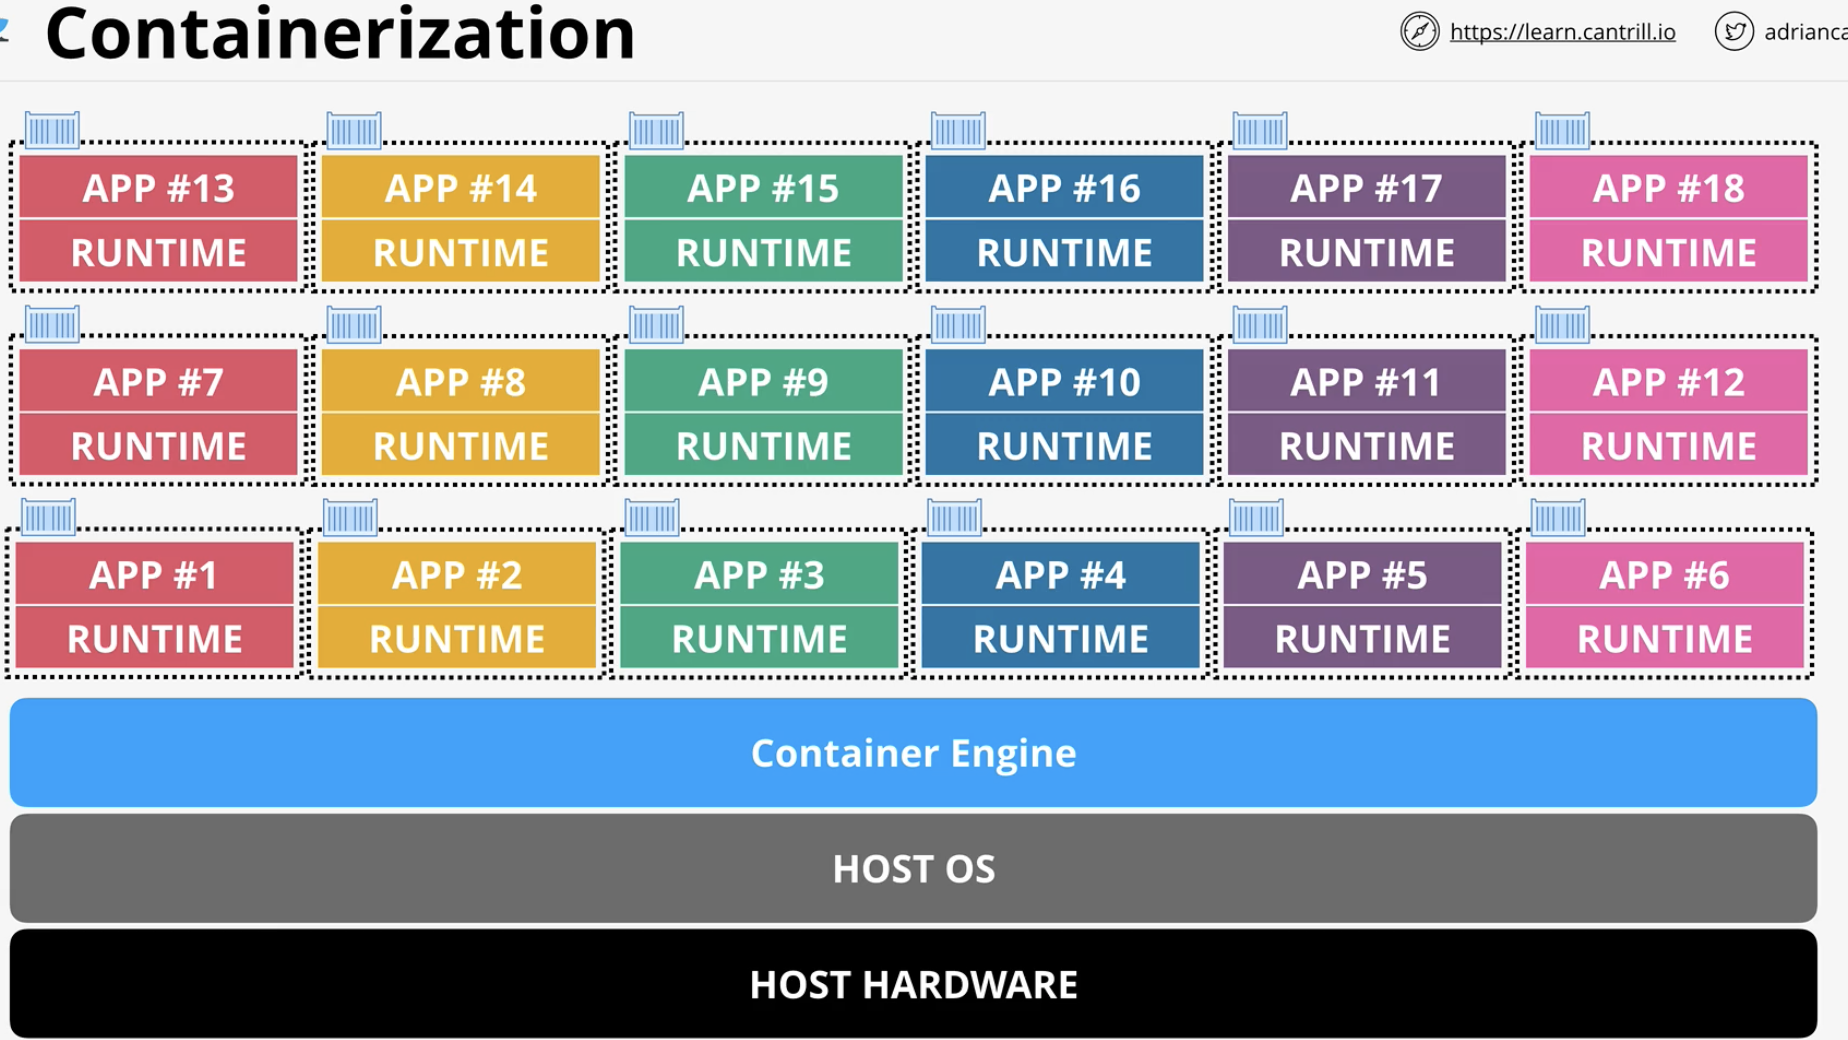 Containerization
https://learn.cantrill.io
adrianca
APP #13 APP #14 APP #15 APP #16 APP #17 APP #18
RUNTIME RUNTIME RUNTIME RUNTIME RUNTIME RUNTIME
APP #7 APP #8 APP #9 APP #10 APP #11 APP #12
RUNTIME RUNTIME RUNTIME RUNTIME RUNTIME RUNTIME
APP #1 APP #2 APP #3 APP #4 APP #5 APP #6
RUNTIME RUNTIME RUNTIME RUNTIME RUNTIME RUNTIME
Container Engine
HOST OS
HOST HARDWARE